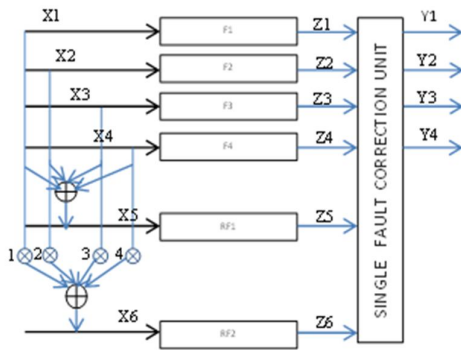 X1 F1 Z1 Y1
X2 F2 Z2 Y2
X3 F3 Z3 Y3
X4 F4 Z4 Y4
X5 RF1 Z5
1 2 3 4
X6 RF2 Z6
SINGLE FAULT CORRECTION UNIT